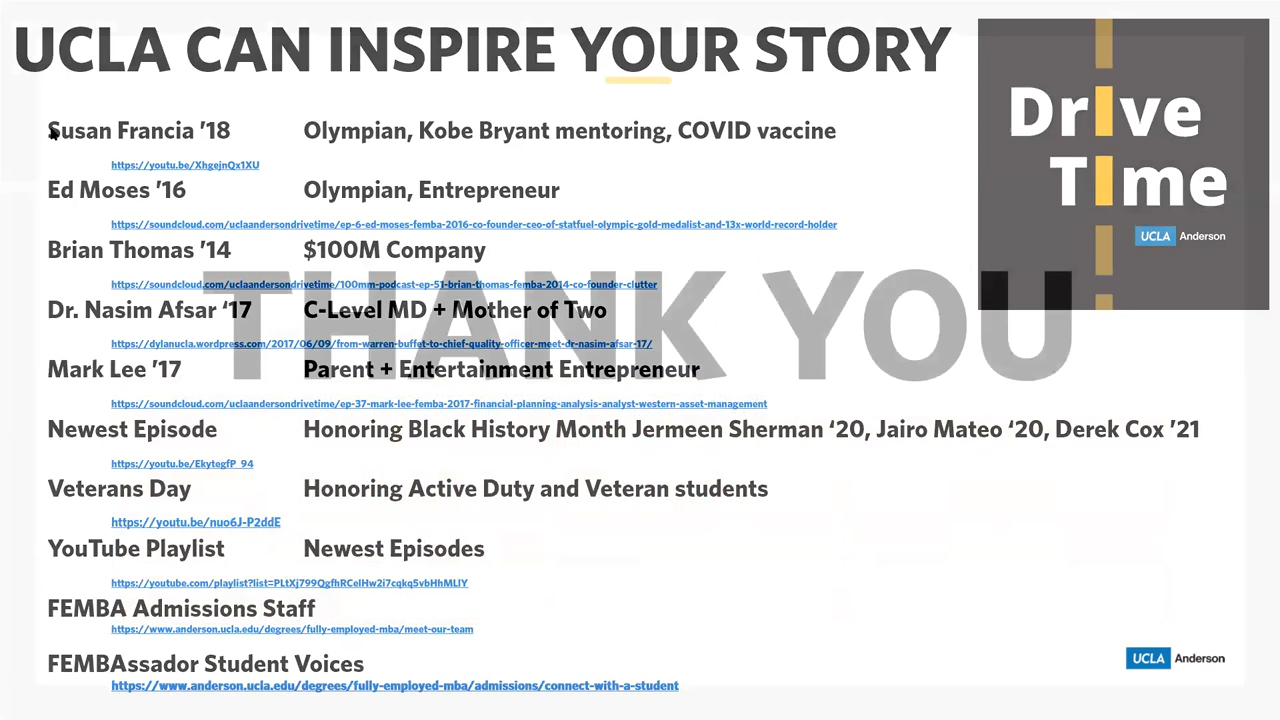 UCLA CAN INSPIRE YOUR STORY
DrIve
TIme
UCLA Anderson
Susan Francia ’18 Olympian, Kobe Bryant mentoring, COVID vaccine
https://youtu.be/XhgejnQx1XU
Ed Moses ’16 Olympian, Entrepreneur
https://soundcloud.com/uclaandersondrivetime/ep-6-ed-moses-femba-2016-co-founder-ceo-of-statfuel-olympic-gold-medalist-and-13x-world-record-holder
Brian Thomas ’14 $100M Company
https://soundcloud.com/uclaandersondrivetime/100mm-podcast-ep-51-brian-thomas-femba-2014-co-founder-clutter
THANK YOU
Dr. Nasim Afsar ‘17 C-Level MD + Mother of Two
https://dylanucla.wordpress.com/2017/06/09/from-warren-buffet-to-chief-quality-officer-meet-dr-nasim-afsar-17/
Mark Lee ’17 Parent + Entertainment Entrepreneur
https://soundcloud.com/uclaandersondrivetime/ep-37-mark-lee-femba-2017-financial-planning-analysis-analyst-western-asset-management
Newest Episode Honoring Black History Month Jermeen Sherman ‘20, Jairo Mateo ‘20, Derek Cox ’21
https://youtu.be/EkytegfP_94
Veterans Day Honoring Active Duty and Veteran students
https://youtu.be/nuo6J-P2ddE
YouTube Playlist Newest Episodes
https://youtube.com/playlist?list=PLtXj799QgfhRCelHw2i7cqkq5vbHhMLlY
FEMBA Admissions Staff
https://www.anderson.ucla.edu/degrees/fully-employed-mba/meet-our-team
FEMBAssador Student Voices
https://www.anderson.ucla.edu/degrees/fully-employed-mba/admissions/connect-with-a-student
UCLA Anderson